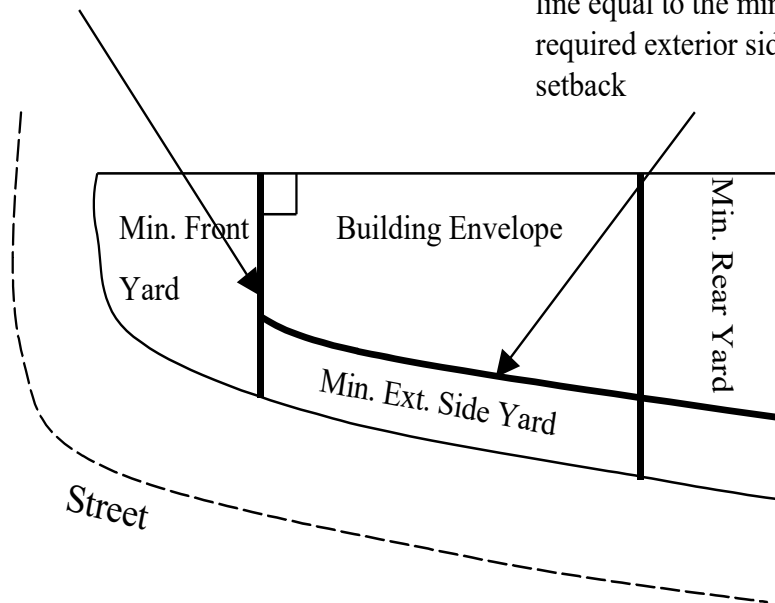 line equal to the min
required exterior sid
setback
Min. Front
Yard
Building Envelope
Min. Rear Yard
Min. Ext. Side Yard
Street